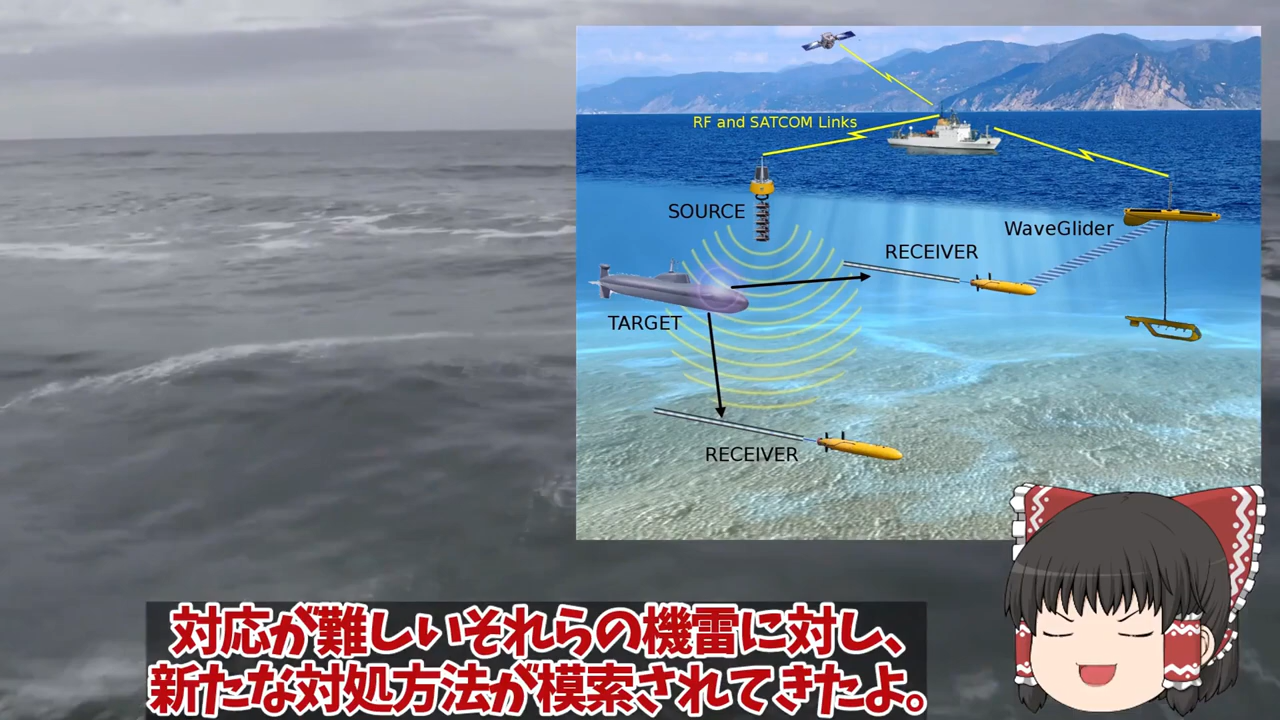 RF and SATCOM Links
SOURCE
WaveGlider
RECEIVER
TARGET
RECEIVER
対応が難しいそれらの機雷に対し、
新たな対処方法が模索されてきたよ。